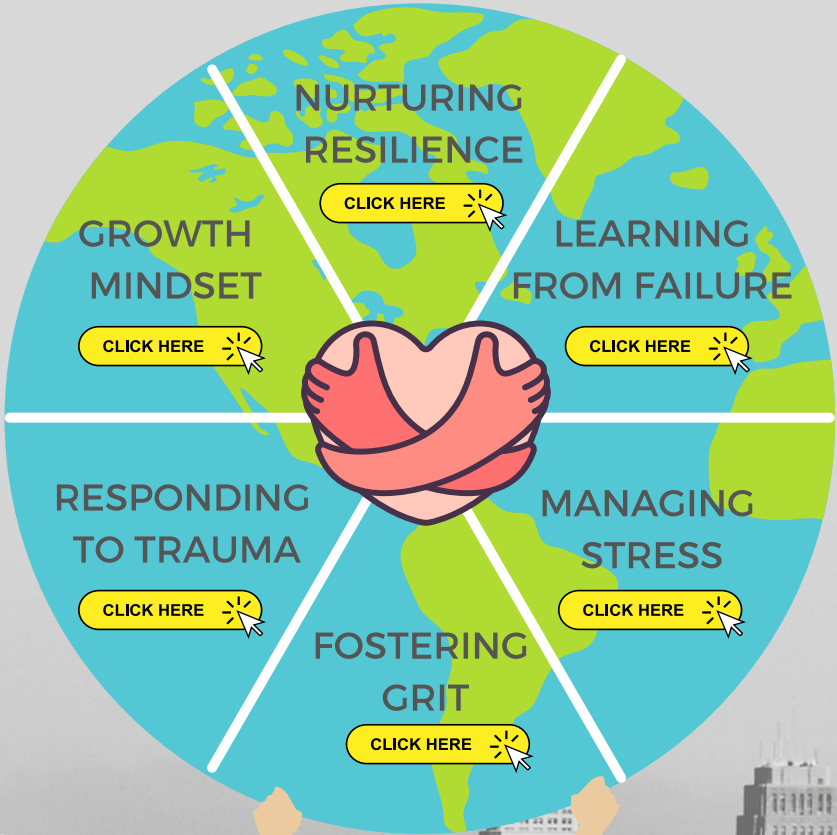 NURTURING
RESILIENCE
CLICK HERE
GROWTH
MINDSET
CLICK HERE
LEARNING
FROM FAILURE
CLICK HERE
RESPONDING
TO TRAUMA
CLICK HERE
MANAGING
STRESS
CLICK HERE
FOSTERING
GRIT
CLICK HERE